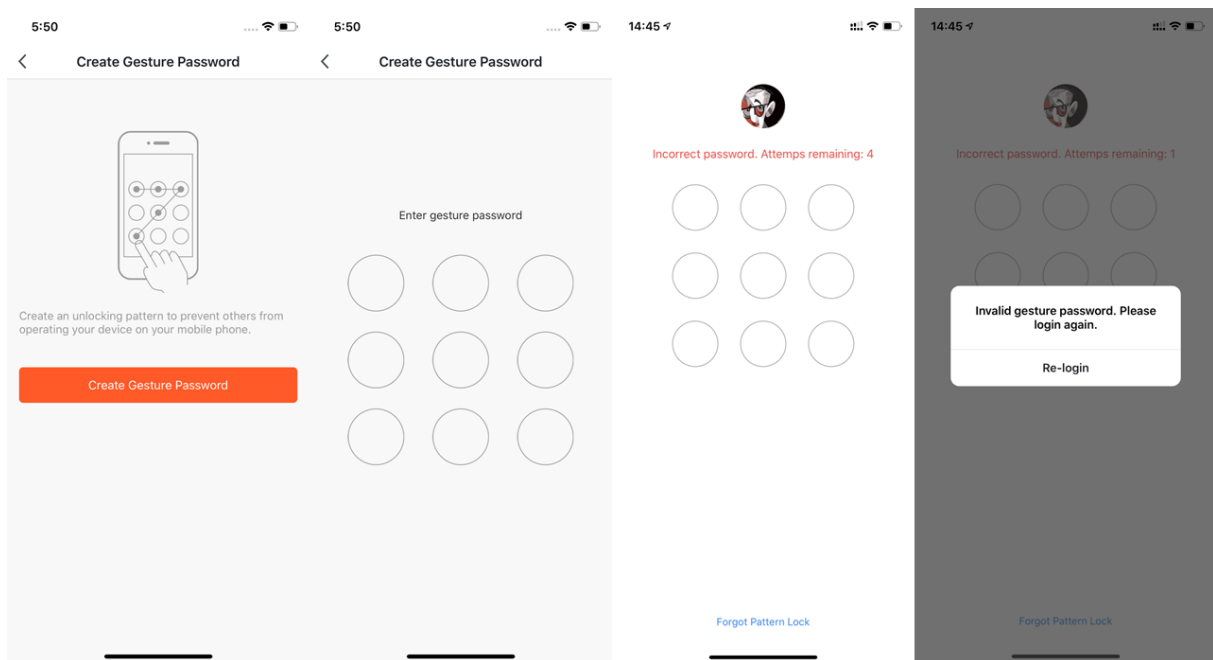 5:50
Create Gesture Password
Create an unlocking pattern to prevent others from
operating your device on your mobile phone.
Create Gesture Password
5:50
Create Gesture Password
Enter gesture password
14:45
Incorrect password. Attemps remaining: 4
Forgot Pattern Lock
14:45
Incorrect password. Attemps remaining: 1
Invalid gesture password. Please
login again.
Re-login
Forgot Pattern Lock